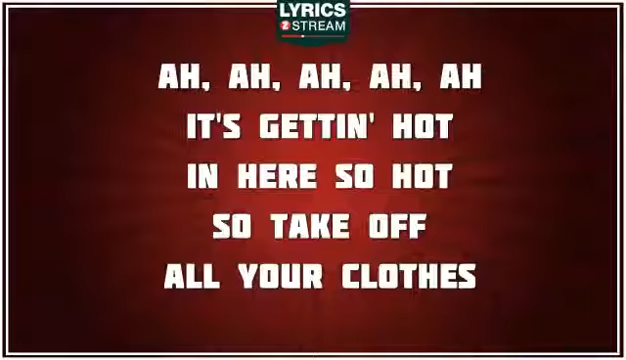 LYRICS
2 STREAM
AH, AH, AH, AH, AH
IT'S GETTIN' HOT
IN HERE SO HOT
SO TAKE OFF
ALL YOUR CLOTHES